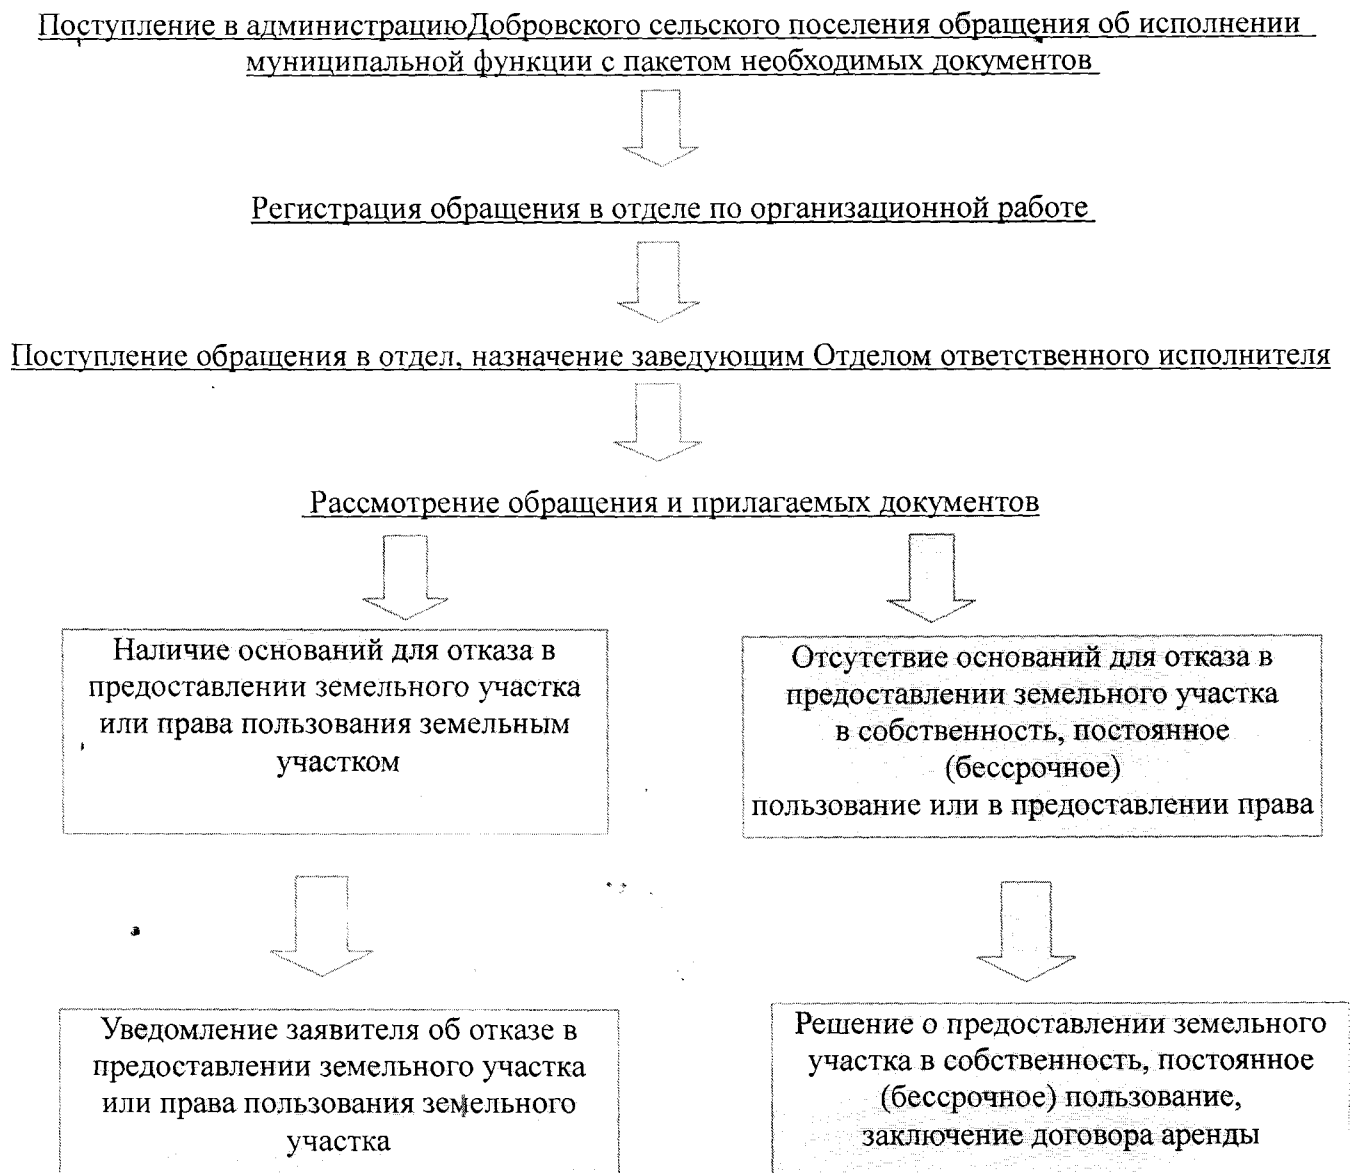 Поступление в администрациюДобровского сельского поселения обращения об исполнении
муниципальной функции с пакетом необходимых документов
Регистрация обращения в отделе по организационной работе
Поступление обращения в отдел, назначение заведующим Отделом ответственного исполнителя
Рассмотрение обращения и прилагаемых документов
Наличие оснований для отказа в
предоставлении земельного участка
или права пользования земельным
участком
Отсутствие оснований для отказа в
предоставлении земельного участка
в собственность, постоянное
(бессрочное)
пользование или в предоставлении права
Уведомление заявителя об отказе в
предоставлении земельного участка
или права пользования земельного
участка
Решение о предоставлении земельного
участка в собственность, постоянное
(бессрочное) пользование,
заключение договора аренды